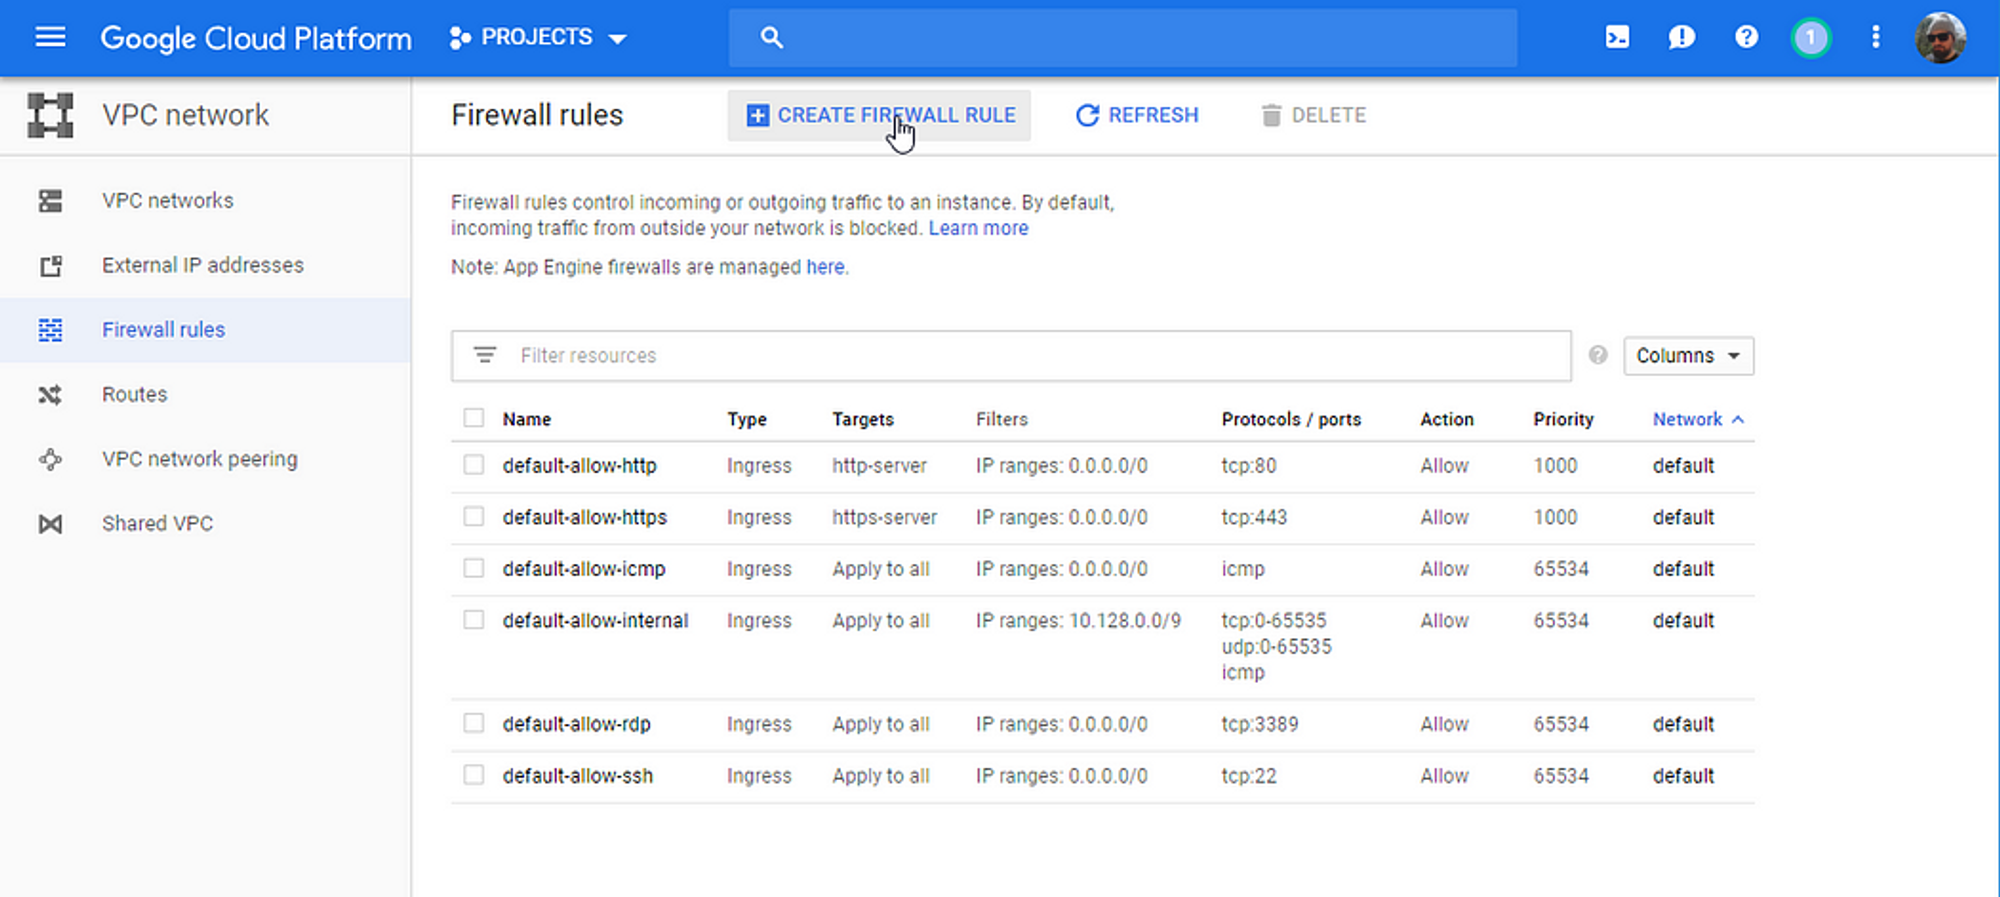 Google Cloud Platform PROJECTS 1
VPC network
Firewall rules CREATE FIREWALL RULE REFRESH DELETE
VPC networks
External IP addresses
Firewall rules
Routes
VPC network peering
Shared VPC
Firewall rules control incoming or outgoing traffic to an instance. By default,
incoming traffic from outside your network is blocked. Learn more
Note: App Engine firewalls are managed here.
Filter resources Columns
Name Type Targets Filters Protocols / ports Action Priority Network
default-allow-http Ingress http-server IP ranges: 0.0.0.0/0 tcp:80 Allow 1000 default
default-allow-https Ingress https-server IP ranges: 0.0.0.0/0 tcp:443 Allow 1000 default
default-allow-icmp Ingress Apply to all IP ranges: 0.0.0.0/0 icmp Allow 65534 default
default-allow-internal Ingress Apply to all IP ranges: 10.128.0.0/9 tcp:0-65535 Allow 65534 default
udp:0-65535
icmp
default-allow-rdp Ingress Apply to all IP ranges: 0.0.0.0/0 tcp:3389 Allow 65534 default
default-allow-ssh Ingress Apply to all IP ranges: 0.0.0.0/0 tcp:22 Allow 65534 default